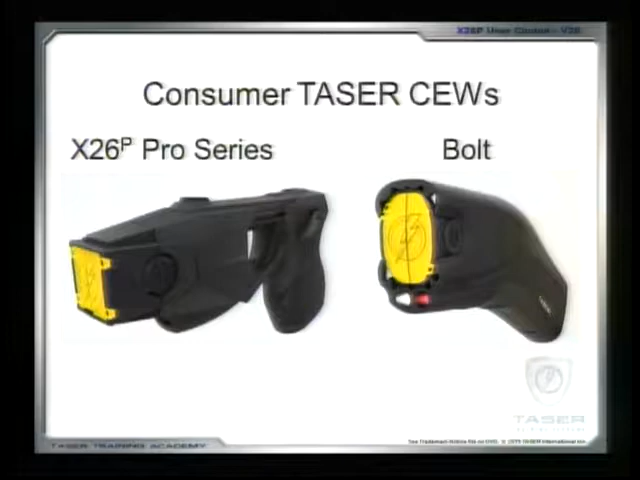 X26P User Course - V20
Consumer TASER CEWs
X26P Pro Series
Bolt
TASER
TASER TRAINING ACADEMY